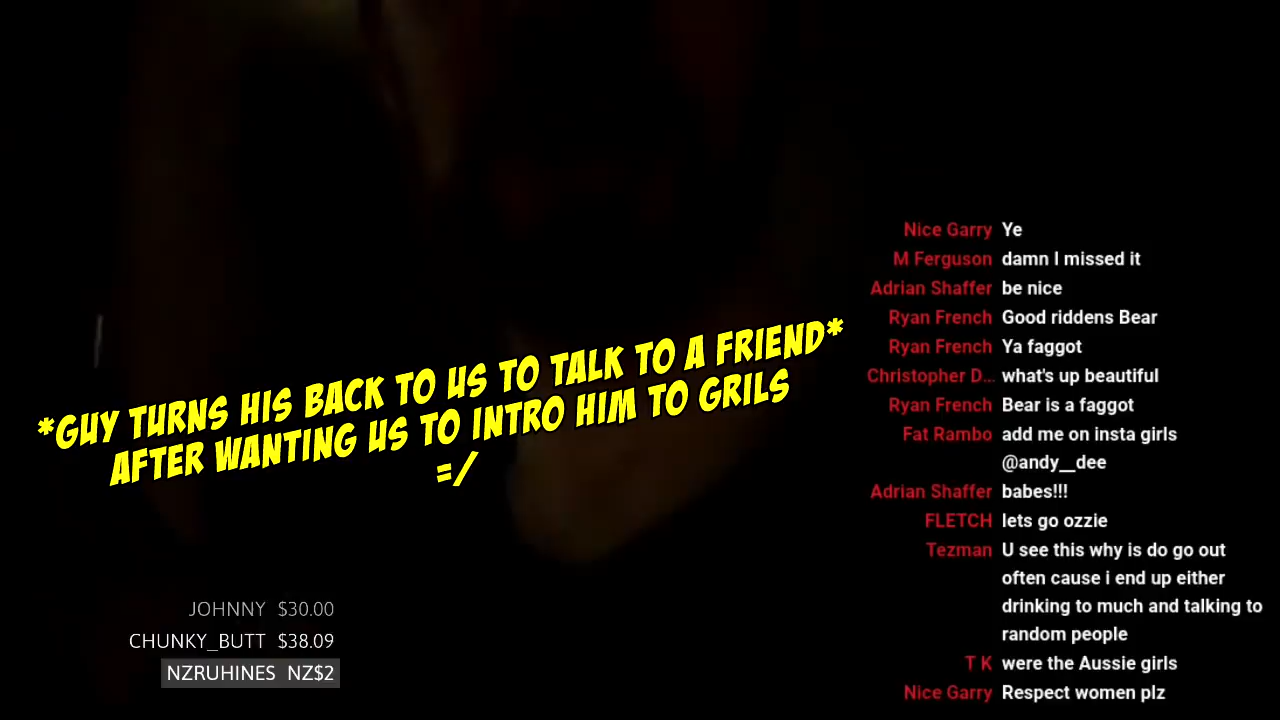 *GUY TURNS HIS BACK TO US TO TALK TO A FRIEND*
AFTER WANTING US TO INTRO HIM TO GRILS
=/
JOHNNY $30.00
CHUNKY_BUTT $38.09
NZRUHINES NZ$2
Nice Garry Ye
M Ferguson damn I missed it
Adrian Shaffer be nice
Ryan French Good riddens Bear
Ryan French Ya faggot
Christopher D... what's up beautiful
Ryan French Bear is a faggot
Fat Rambo add me on insta girls
@andy__dee
Adrian Shaffer babes!!!
FLETCH lets go ozzie
Tezman U see this why is do go out
often cause i end up either
drinking to much and talking to
random people
T K were the Aussie girls
Nice Garry Respect women plz